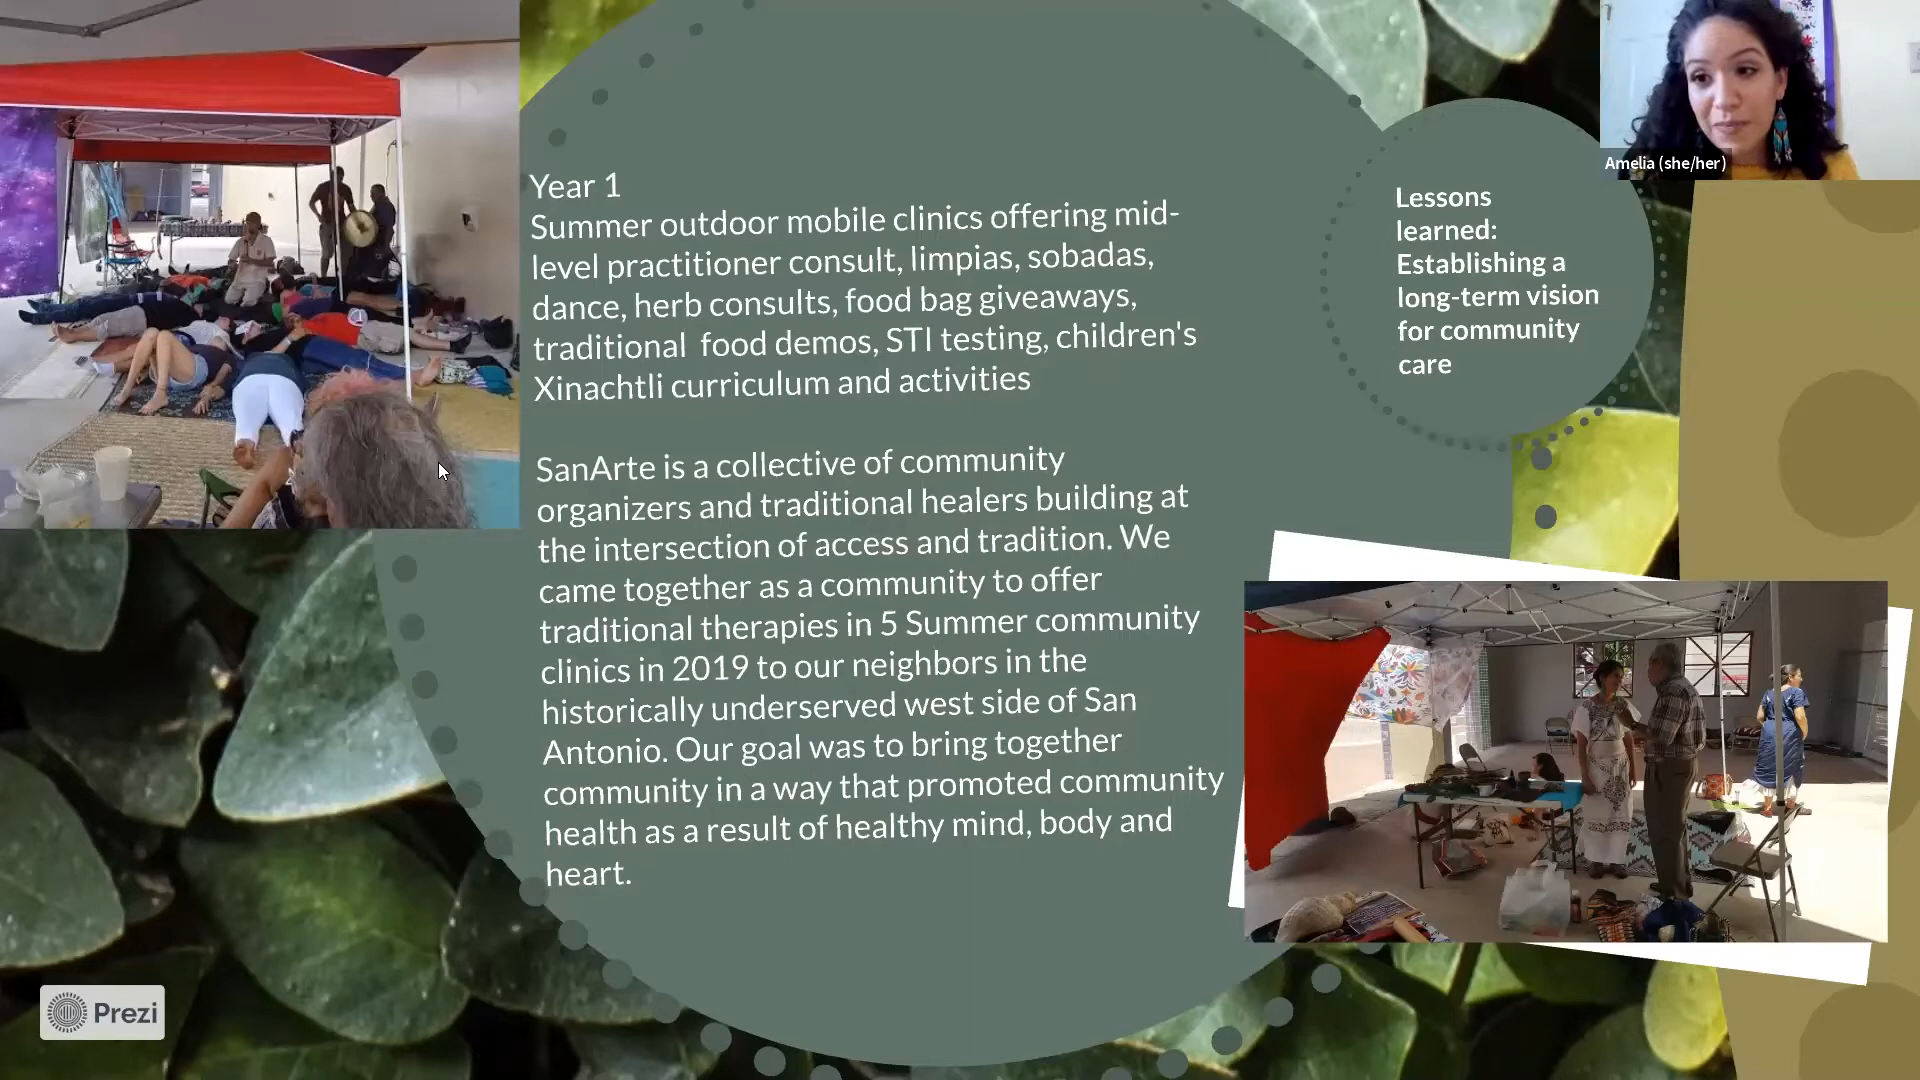 Year 1
Summer outdoor mobile clinics offering mid-
level practitioner consult, limpias, sobadas,
dance, herb consults, food bag giveaways,
traditional  food demos, STI testing, children's
Xinachtli curriculum and activities
SanArte is a collective of community
organizers and traditional healers building at
the intersection of access and tradition. We
came together as a community to offer
traditional therapies in 5 Summer community
clinics in 2019 to our neighbors in the
historically underserved west side of San
Antonio. Our goal was to bring together
community in a way that promoted community
health as a result of healthy mind, body and
heart.
Lessons
learned:
Establishing a
long-term vision
for community
care
Amelia (she/her)
Prezi